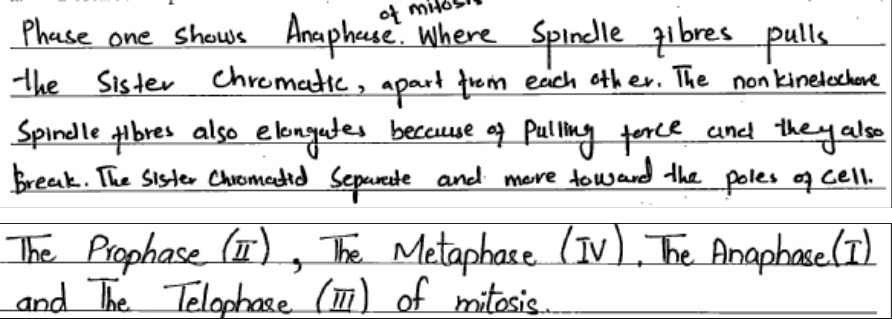 of mitosis
Phase one shows Anaphase. Where Spindle fibres pulls
the Sister Chromatic, apart from each other. The non kinetochore
Spindle fibres also elongates because of Pulling force and they also
Break. The Sister Chromatid Separate and move toward the poles of cell.
The Prophase (II), The Metaphase (IV), The Anaphase (I)
and The Telophase (III) of mitosis.